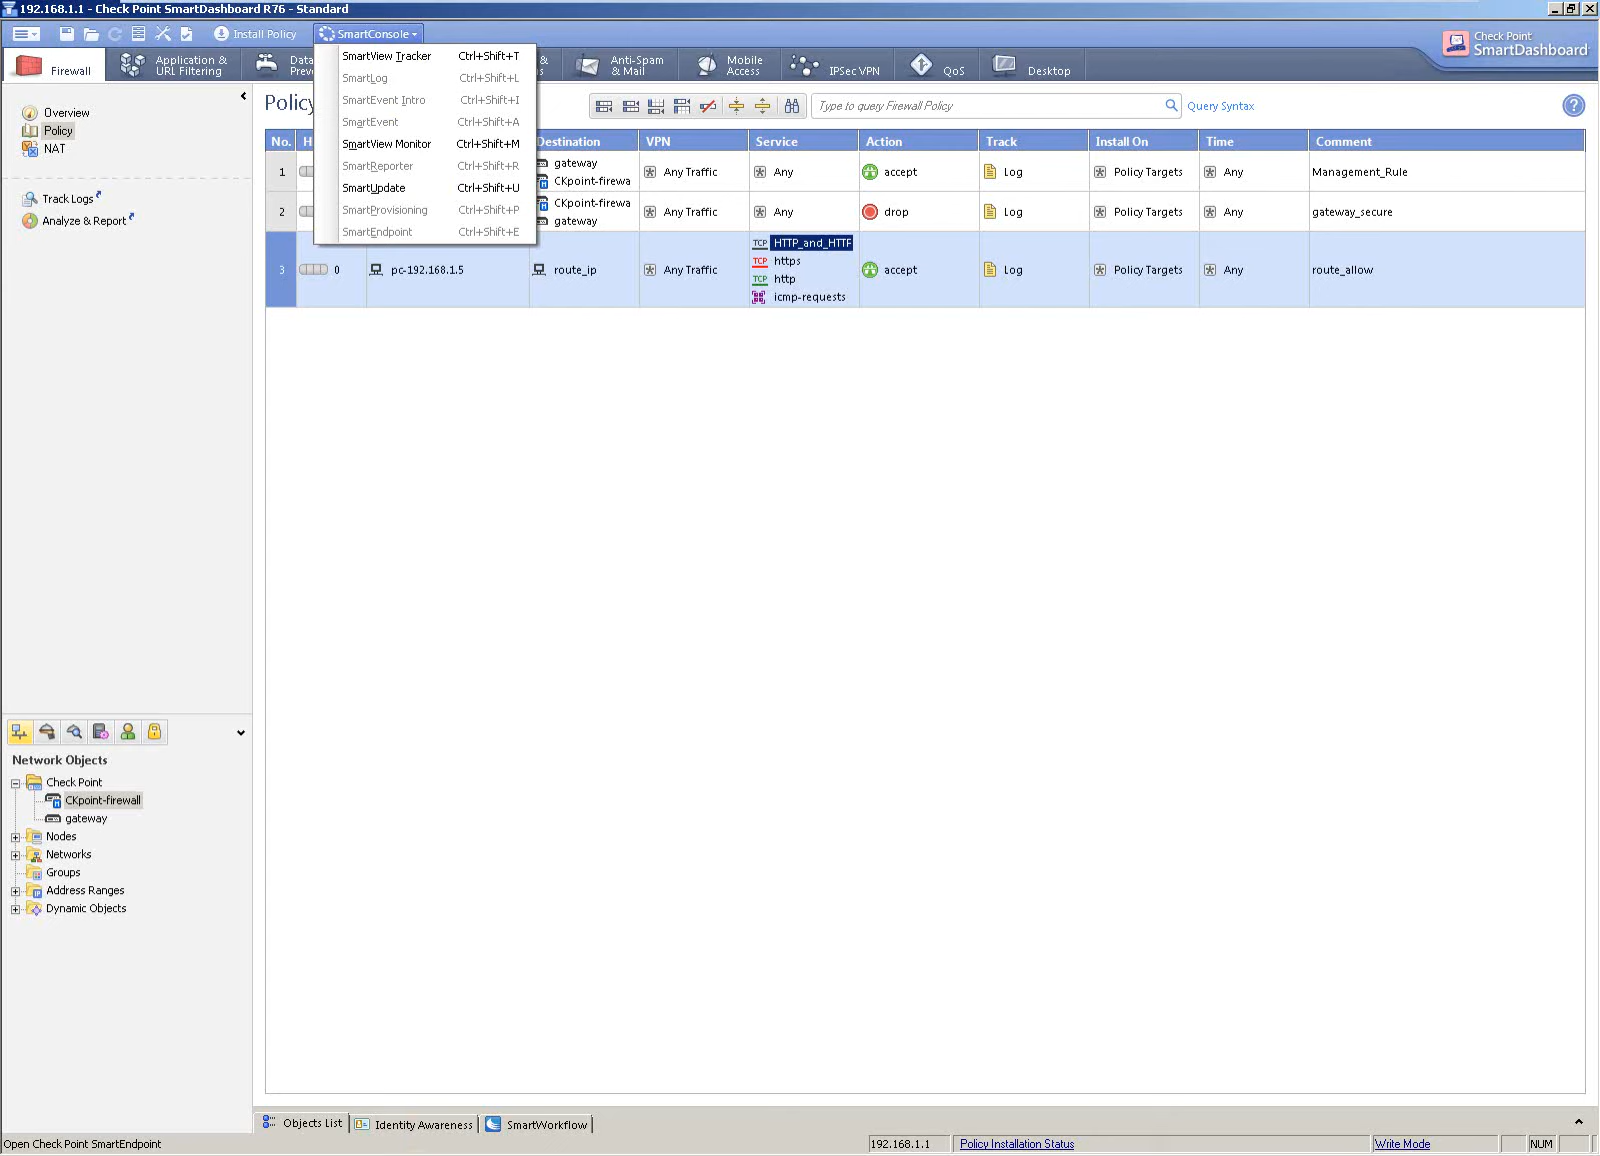 192.168.1.1 - Check Point SmartDashboard R76 - Standard
Install Policy
SmartConsole
Check Point
SmartDashboard
Firewall
Application &
URL Filtering
Data
Prev
&
s
Anti-Spam
& Mail
Mobile
Access
IPSec VPN
QoS
Desktop
SmartView Tracker Ctrl+Shift+T
SmartLog Ctrl+Shift+L
SmartEvent Intro Ctrl+Shift+I
SmartEvent Ctrl+Shift+A
SmartView Monitor Ctrl+Shift+M
SmartReporter Ctrl+Shift+R
SmartUpdate Ctrl+Shift+U
SmartProvisioning Ctrl+Shift+P
SmartEndpoint Ctrl+Shift+E
Overview
Policy
NAT
Track Logs
Analyze & Report
Policy
Type to query Firewall Policy
Query Syntax
?
No. H Destination VPN Service Action Track Install On Time Comment
1 gateway
CKpoint-firewa
Any Traffic Any accept Log Policy Targets Any Management_Rule
2 CKpoint-firewa
gateway
Any Traffic Any drop Log Policy Targets Any gateway_secure
3 0 pc-192.168.1.5 route_ip Any Traffic
TCP HTTP_and_HTTP
TCP https
TCP http
icmp-requests
accept Log Policy Targets Any route_allow
Network Objects
Check Point
CKpoint-firewall
gateway
Nodes
Networks
Groups
Address Ranges
Dynamic Objects
Objects List Identity Awareness SmartWorkflow
Open Check Point SmartEndpoint 192.168.1.1 Policy Installation Status Write Mode NUM